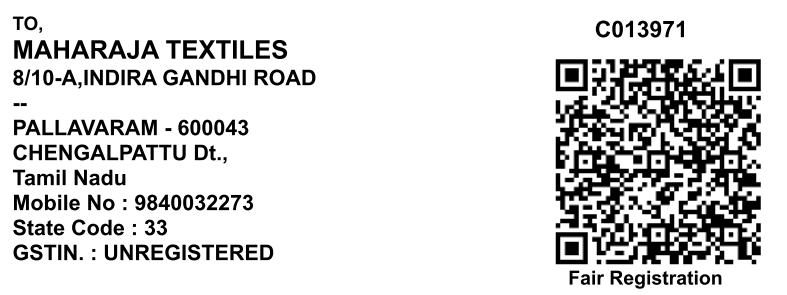 TO,
MAHARAJA TEXTILES
8/10-A,INDIRA GANDHI ROAD
--
PALLAVARAM - 600043
CHENGALPATTU Dt.,
Tamil Nadu
Mobile No : 9840032273
State Code : 33
GSTIN. : UNREGISTERED
C013971
Fair Registration